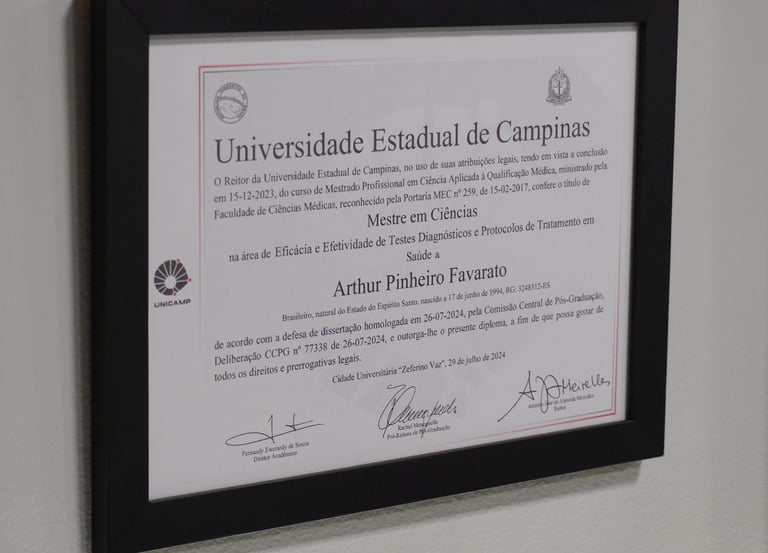 Universidade Estadual de Campinas
O Reitor da Universidade Estadual de Campinas, no uso de suas atribuições legais, tendo em vista a conclusão
em 15-12-2023, do curso de Mestrado Profissional em Ciência Aplicada à Qualificação Médica, ministrado pela
Faculdade de Ciências Médicas, reconhecido pela Portaria MEC nº 259, de 15-02-2017, confere o título de
Mestre em Ciências
na área de Eficácia e Efetividade de Testes Diagnósticos e Protocolos de Tratamento em
Saúde a
Arthur Pinheiro Favarato
Brasileiro, natural do Estado do Espírito Santo, nascido a 17 de junho de 1994, RG: 3248312-ES
de acordo com a defesa de dissertação homologada em 26-07-2024, pela Comissão Central de Pós-Graduação,
Deliberação CCPG nº 77338 de 26-07-2024, e outorga-lhe o presente diploma, a fim de que possa gozar de
todos os direitos e prerrogativas legais.
Cidade Universitária "Zeferino Vaz", 29 de julho de 2024
UNICAMP
Fernandy Ewerardy de Souza
Diretor Acadêmico
Rachel
Pró-Reitora de Pós-Graduação
A. J. A. Meirelles
Antonio José de Almeida Meirelles
Reitor